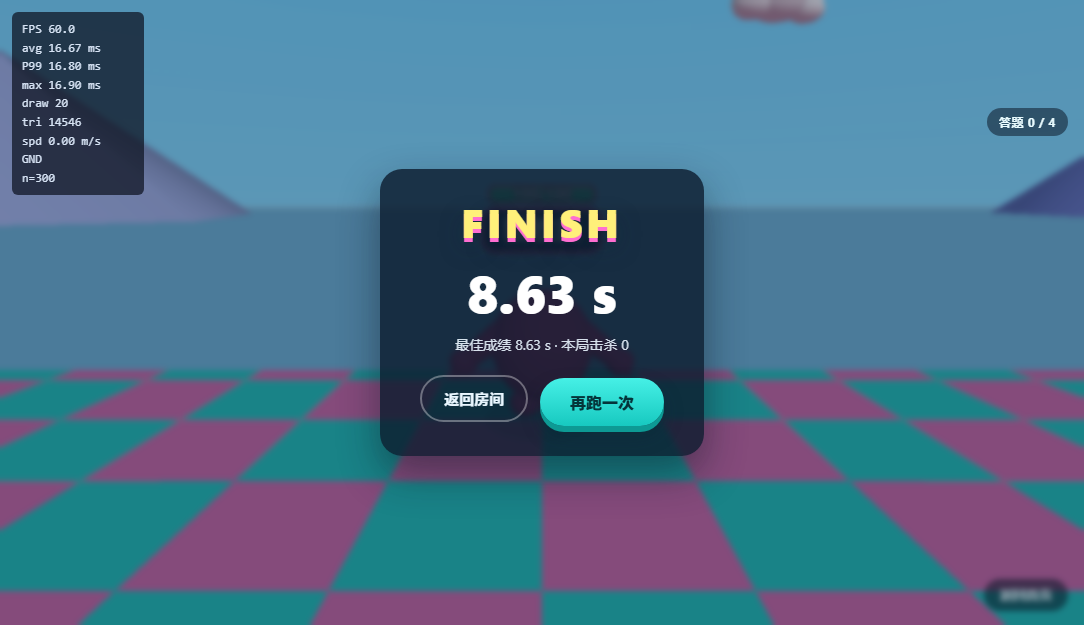 FPS 60.0
avg 16.67 ms
P99 16.80 ms
max 16.90 ms
draw 20
tri 14546
spd 0.00 m/s
GND
n=300
答题 0 / 4
FINISH
8.63 s
最佳成绩 8.63 s · 本局击杀 0
返回房间
再跑一次